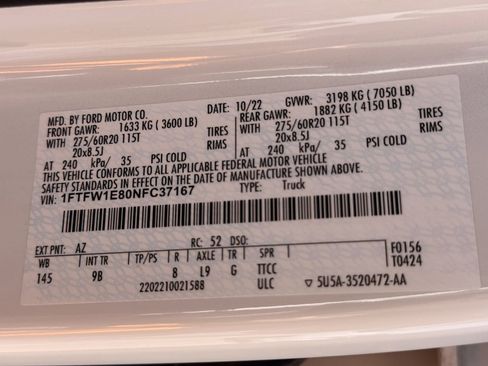 MFD. BY FORD MOTOR CO. DATE: 10/22 GVWR: 3198 KG ( 7050 LB)
FRONT GAWR: 1633 KG ( 3600 LB) REAR GAWR: 1882 KG ( 4150 LB)
WITH 275/60R20 115T TIRES WITH 275/60R20 115T TIRES
20x8.5J RIMS 20x8.5J RIMS
AT 240 kPa/ 35 PSI COLD AT 240 kPa/ 35 PSI COLD
THIS VEHICLE CONFORMS TO ALL APPLICABLE FEDERAL MOTOR VEHICLE
SAFETY STANDARDS IN EFFECT ON THE DATE OF MANUFACTURE SHOWN ABOVE.
VIN: 1FTFW1E80NFC37167 TYPE: Truck
EXT PNT: AZ RC: 52 DSO: F0156
WB INT TR TP/PS R AXLE TR SPR T0424
145 9B 8 L9 G TTCC
2202210021588 ULC 5U5A-3520472-AA